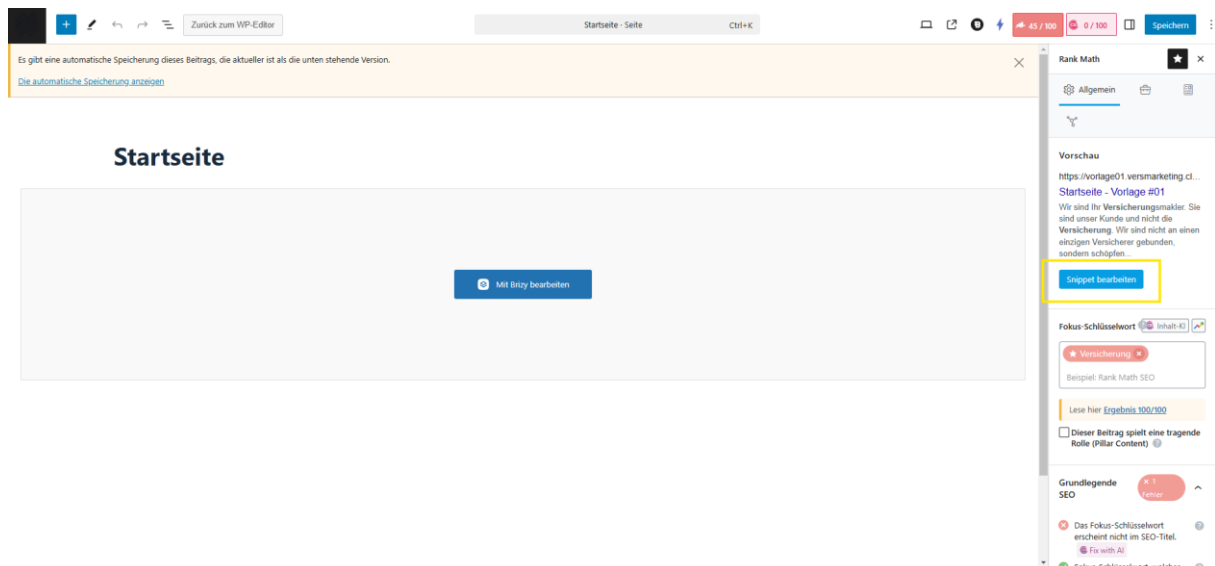 Zurück zum WP-Editor
Startseite · Seite
Ctrl+K
45 / 100
0 / 100
Speichern
Es gibt eine automatische Speicherung dieses Beitrags, die aktueller ist als die unten stehende Version.
Die automatische Speicherung anzeigen
Startseite
Mit Brizy bearbeiten
Rank Math
Allgemein
Vorschau
https://vorlage01.versmarketing.cl...
Startseite - Vorlage #01
Wir sind Ihr Versicherungsmakler. Sie
sind unser Kunde und nicht die
Versicherung. Wir sind nicht an einen
einzigen Versicherer gebunden,
sondern schöpfen...
Snippet bearbeiten
Fokus-Schlüsselwort
Inhalt-KI
Versicherung
Beispiel: Rank Math SEO
Lese hier Ergebnis 100/100
Dieser Beitrag spielt eine tragende
Rolle (Pillar Content)
Grundlegende
SEO
× 1
Fehler
Das Fokus-Schlüsselwort
erscheint nicht im SEO-Titel.
Fix with AI